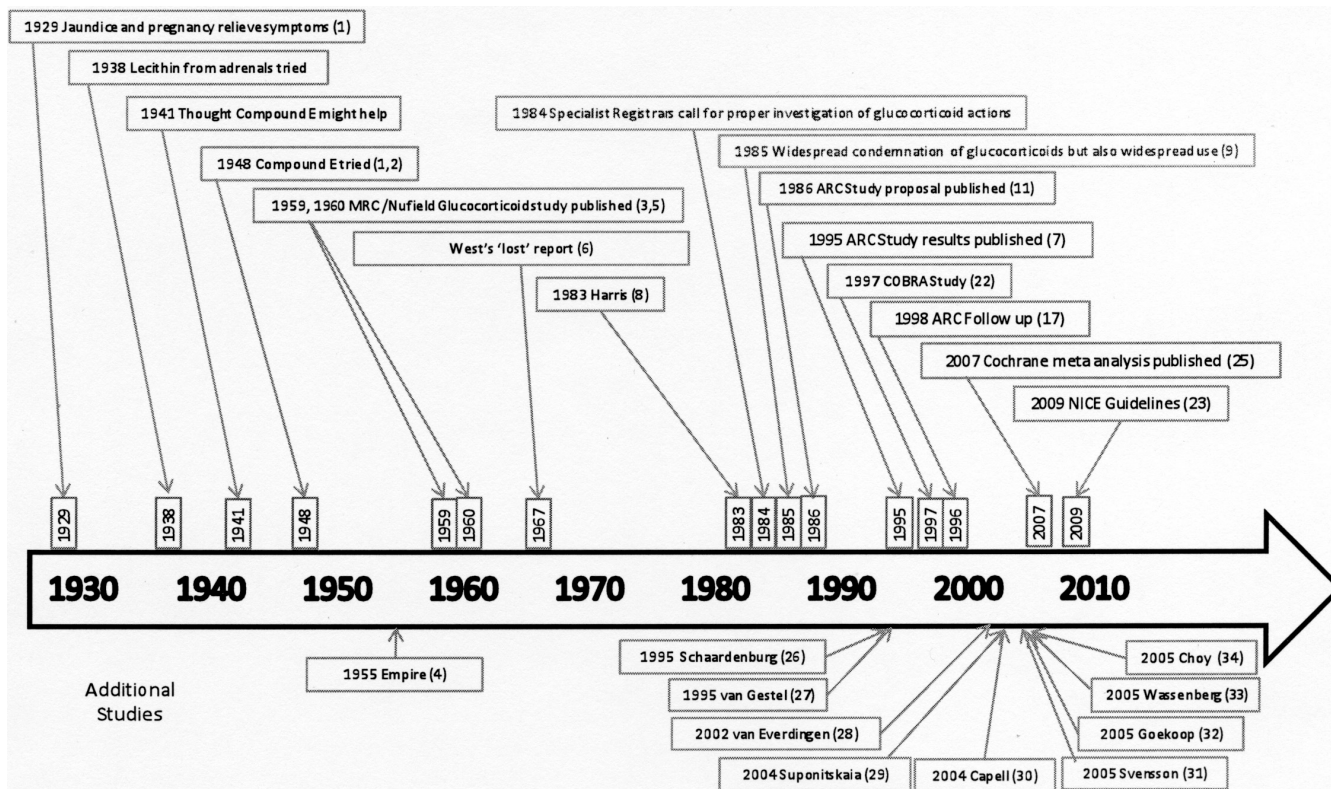 1929 Jaundice and pregnancy relieve symptoms (1)
1938 Lecithin from adrenals tried
1941 Thought Compound E might help
1948 Compound E tried (1,2)
1959, 1960 MRC/Nufield Glucocorticoid study published (3,5)
West's 'lost' report (6)
1983 Harris (8)
1984 Specialist Registrars call for proper investigation of glucocorticoid actions
1985 Widespread condemnation of glucocorticoids but also widespread use (9)
1986 ARC Study proposal published (11)
1995 ARC Study results published (7)
1997 COBRA Study (22)
1998 ARC Follow up (17)
2007 Cochrane meta analysis published (25)
2009 NICE Guidelines (23)
1929
1938
1941
1948
1959
1960
1967
1983
1984
1985
1986
1995
1997
1996
2007
2009
1930 1940 1950 1960 1970 1980 1990 2000 2010
Additional
Studies
1955 Empire (4)
1995 Schaardenburg (26)
1995 van Gestel (27)
2002 van Everdingen (28)
2004 Suponitskaia (29)
2004 Capell (30)
2005 Choy (34)
2005 Wassenberg (33)
2005 Goekoop (32)
2005 Svensson (31)